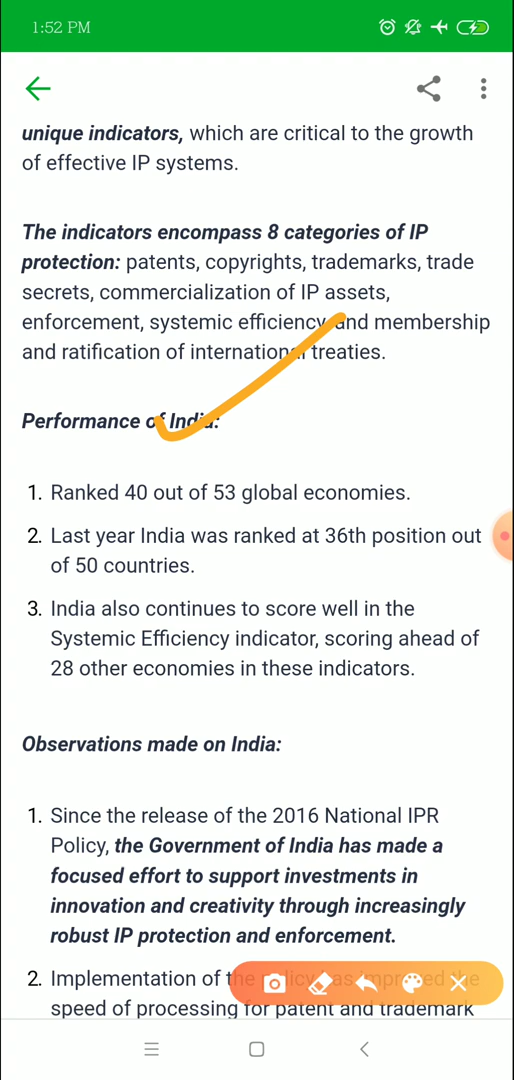 1:52 PM
unique indicators, which are critical to the growth
of effective IP systems.
The indicators encompass 8 categories of IP
protection: patents, copyrights, trademarks, trade
secrets, commercialization of IP assets,
enforcement, systemic efficiency and membership
and ratification of international treaties.
Performance of India:
1. Ranked 40 out of 53 global economies.
2. Last year India was ranked at 36th position out
of 50 countries.
3. India also continues to score well in the
Systemic Efficiency indicator, scoring ahead of
28 other economies in these indicators.
Observations made on India:
1. Since the release of the 2016 National IPR
Policy, the Government of India has made a
focused effort to support investments in
innovation and creativity through increasingly
robust IP protection and enforcement.
2. Implementation of the policy has improved the
speed of processing for patent and trademark